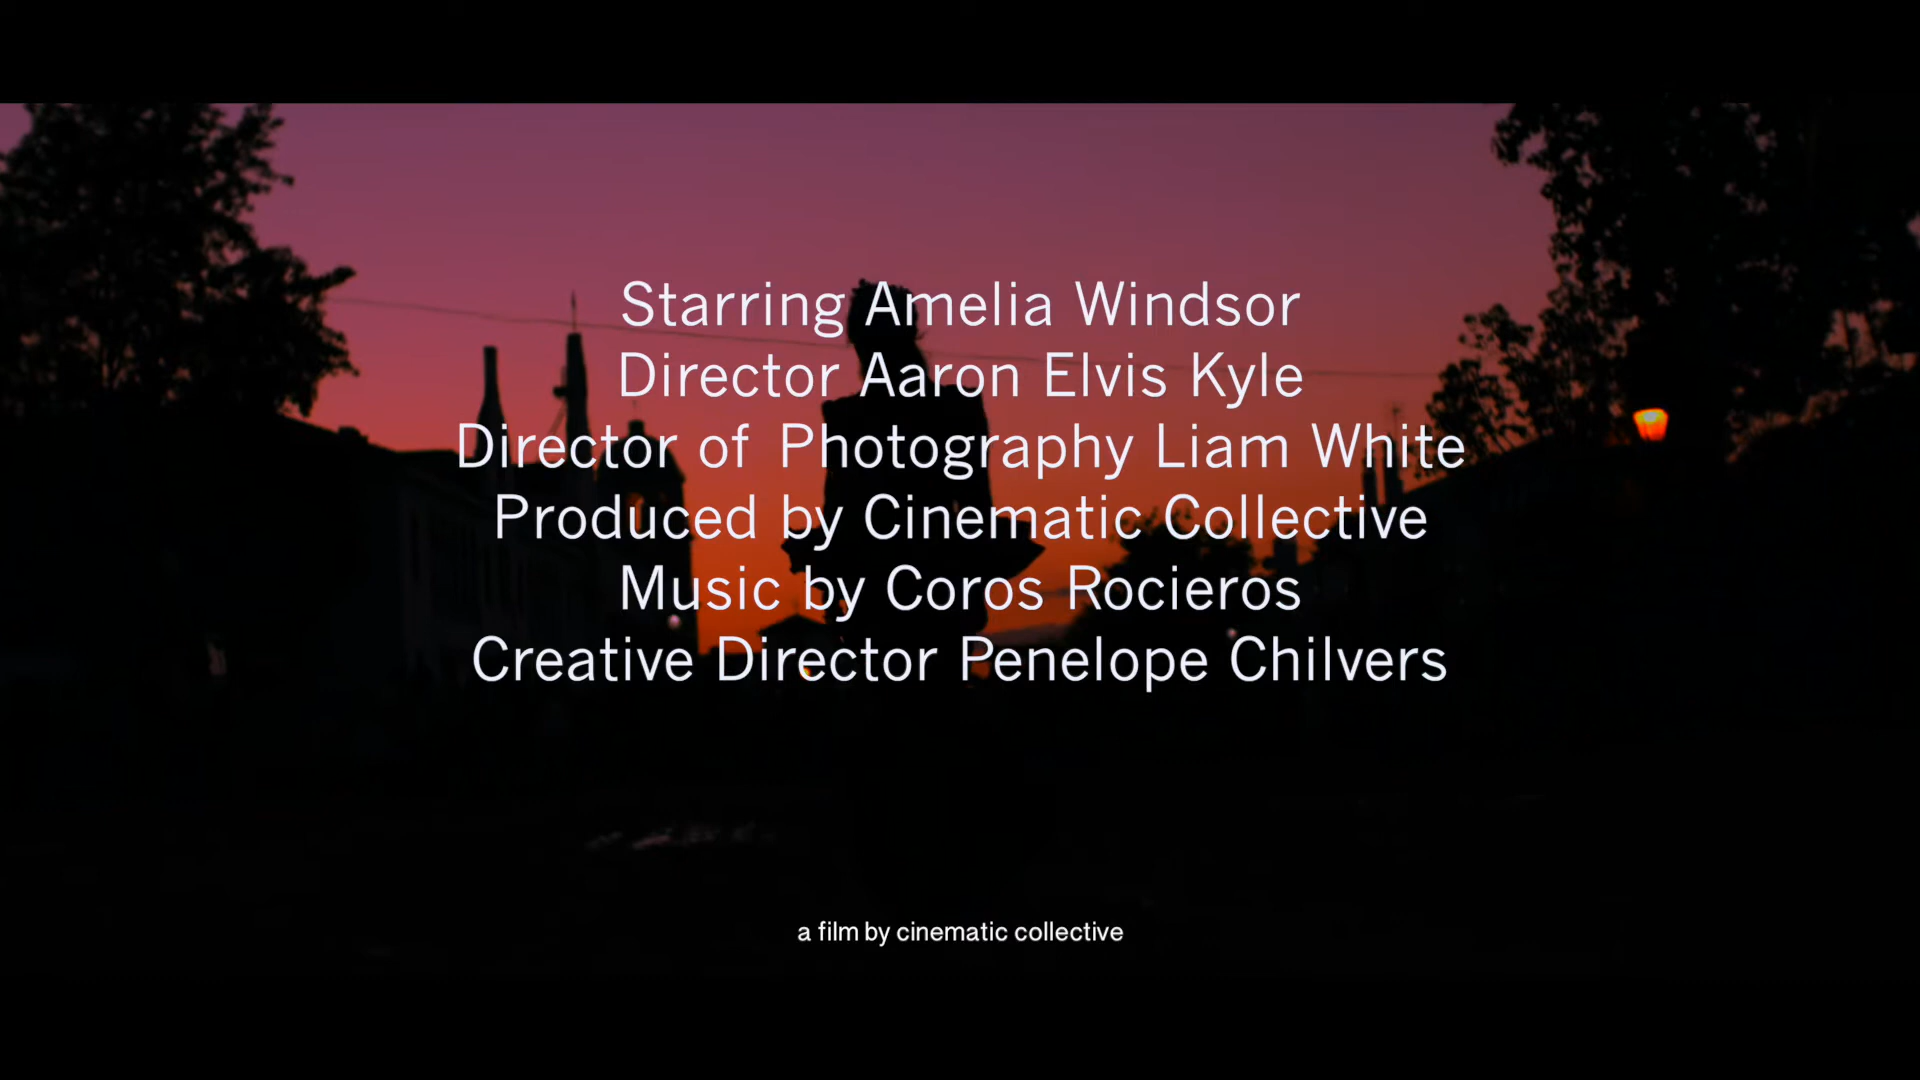 Starring Amelia Windsor
Director Aaron Elvis Kyle
Director of Photography Liam White
Produced by Cinematic Collective
Music by Coros Rocieros
Creative Director Penelope Chilvers
a film by cinematic collective